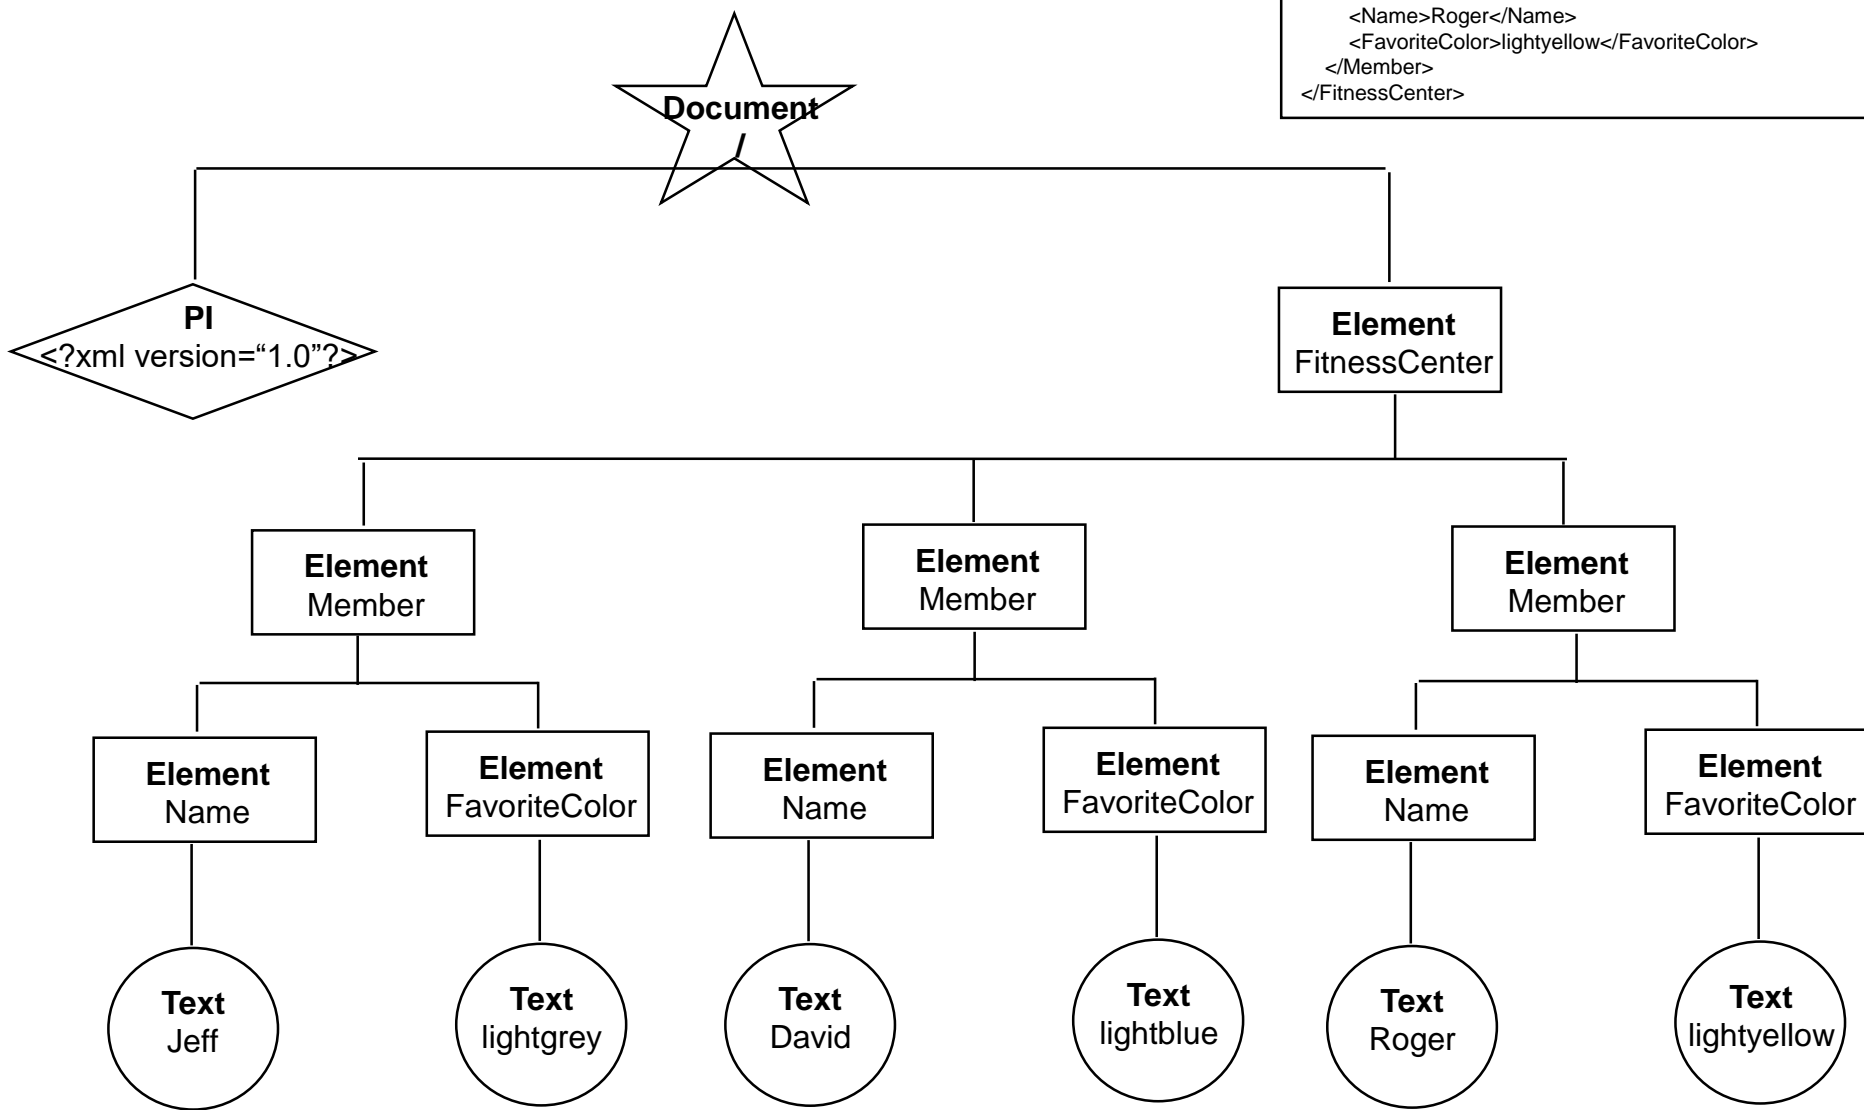 <Name>Roger</Name>
<FavoriteColor>lightyellow</FavoriteColor>
</Member>
</FitnessCenter>
Document
/
PI
<?xml version=“1.0”?>
Element
FitnessCenter
Element
Member
Element
Member
Element
Member
Element
Name
Element
FavoriteColor
Element
Name
Element
FavoriteColor
Element
Name
Element
FavoriteColor
Text
Jeff
Text
lightgrey
Text
David
Text
lightblue
Text
Roger
Text
lightyellow